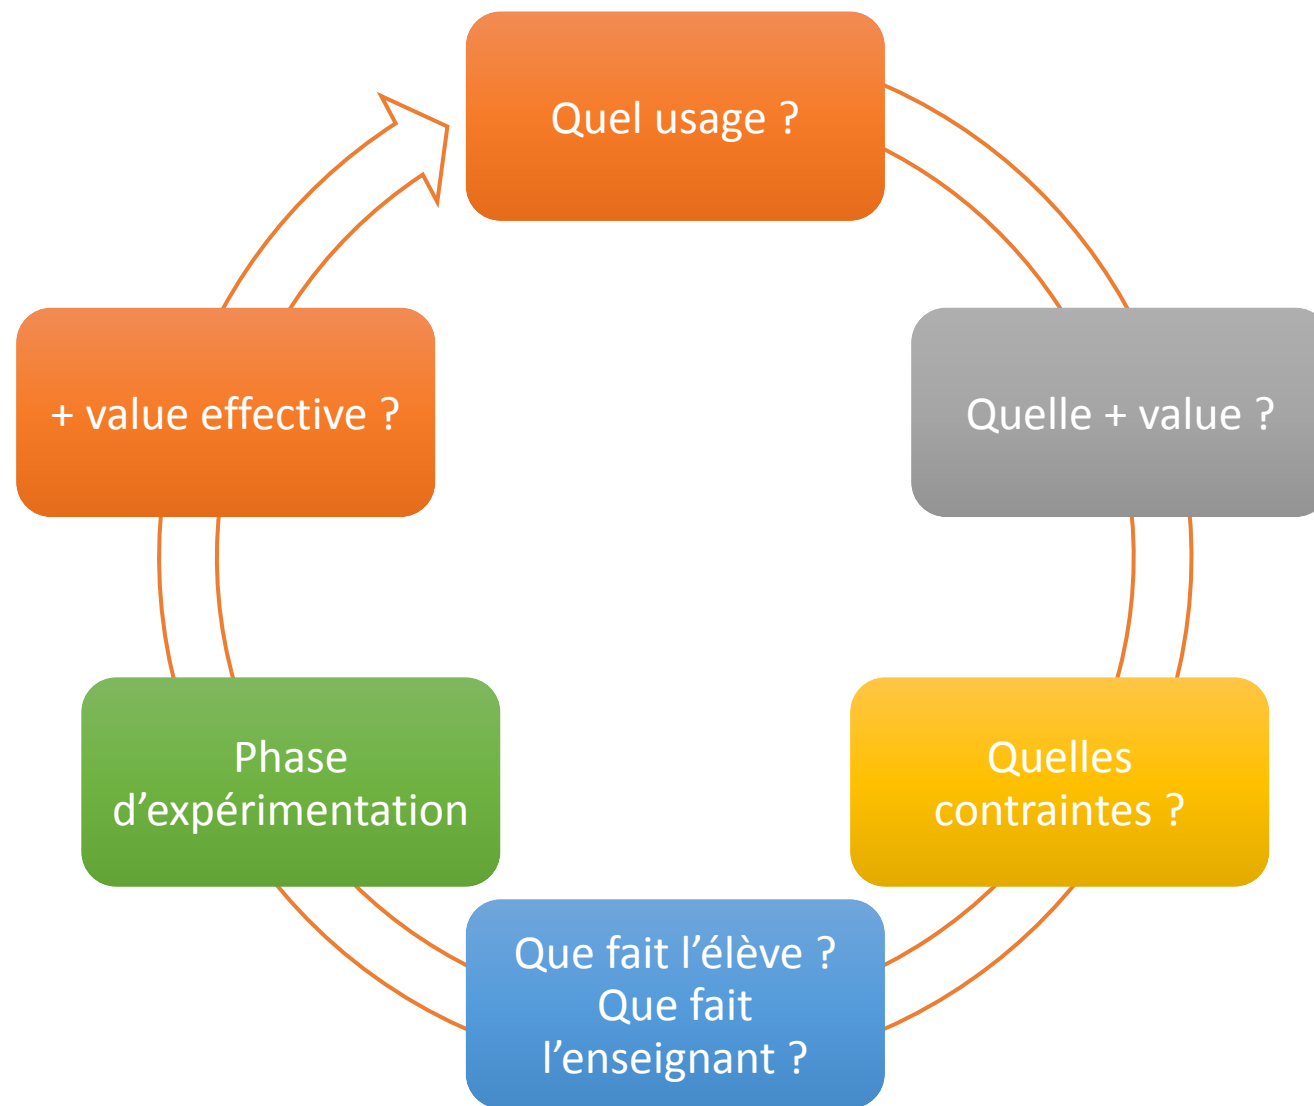 Quel usage ?
Quelle + value ?
Quelles
contraintes ?
Que fait l’élève ?
Que fait
l’enseignant ?
Phase
d’expérimentation
+ value effective ?